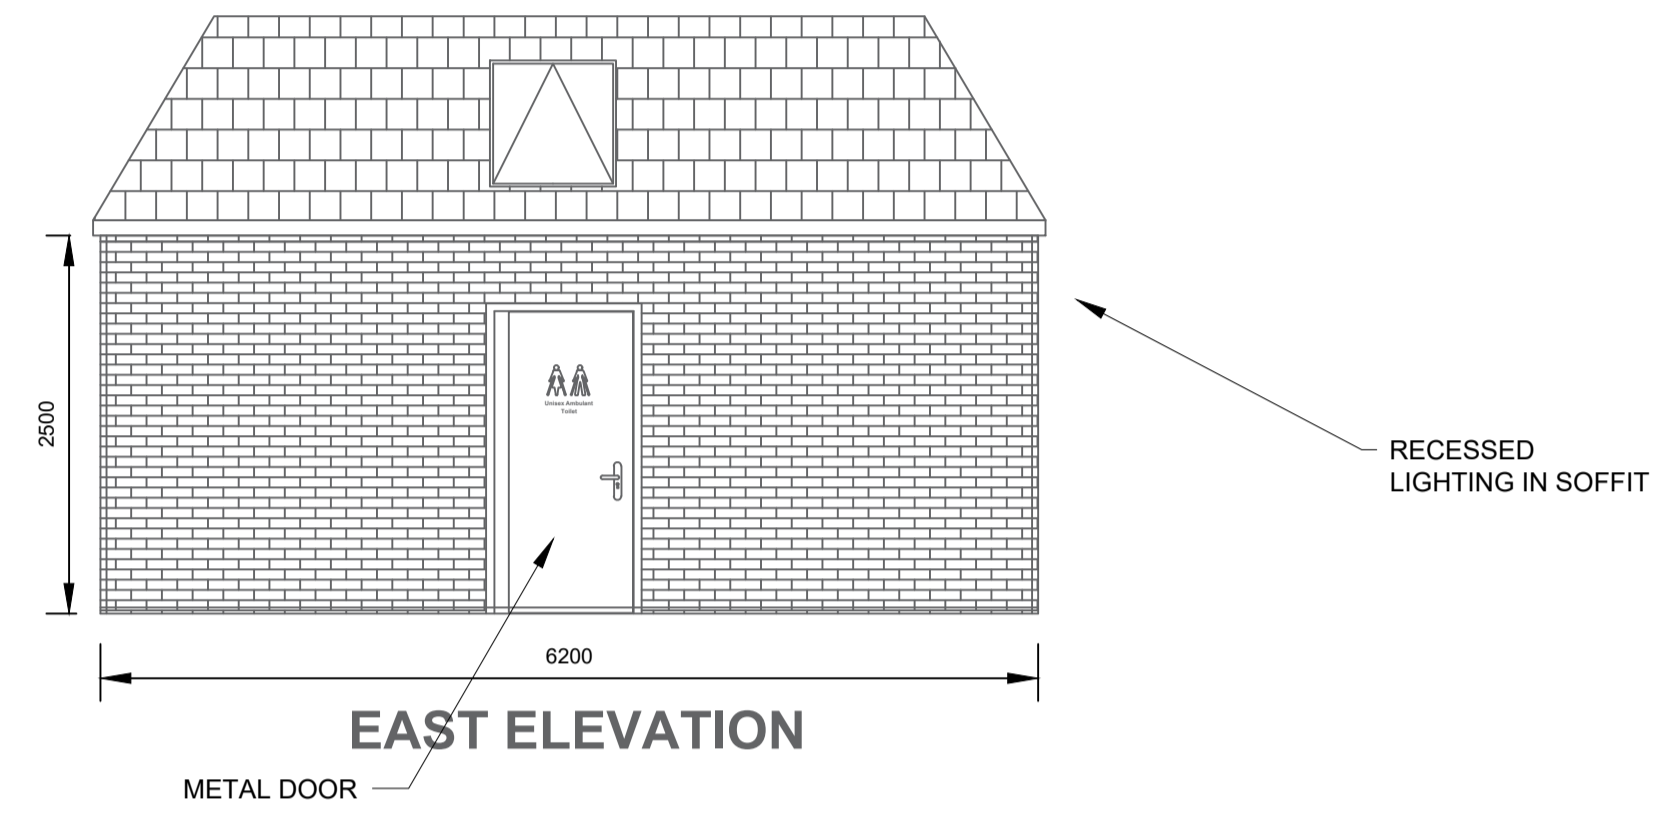 Unisex Ambulant
Toilet
2500
RECESSED
LIGHTING IN SOFFIT
6200
EAST ELEVATION
METAL DOOR